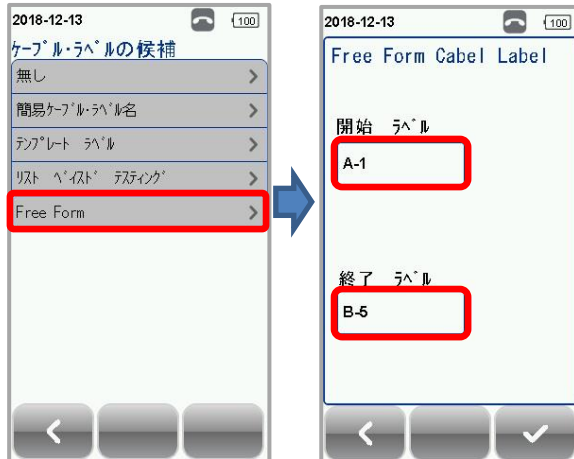 2018-12-13
100
ｹｰﾌﾞﾙ･ﾗﾍﾞﾙの候補
無し
簡易ｹｰﾌﾞﾙ･ﾗﾍﾞﾙ名
ﾃﾝﾌﾟﾚｰﾄ ﾗﾍﾞﾙ
ﾘｽﾄ ﾍﾞｲｽﾄﾞ ﾃｽﾃｨﾝｸﾞ
Free Form
2018-12-13
100
Free Form Cabel Label
開始 ﾗﾍﾞﾙ
A-1
終了 ﾗﾍﾞﾙ
B-5